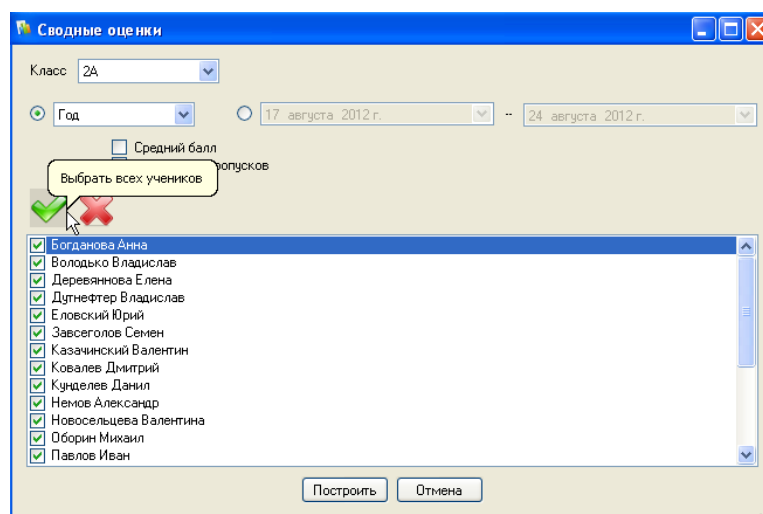 Сводные оценки
Класс 2А
Год 17 августа 2012 г. -- 24 августа 2012 г.
Средний балл
Выбрать всех учеников
Богданова Анна
Володько Владислав
Деревяннова Елена
Дутнефтер Владислав
Еловский Юрий
Завсеголов Семен
Казачинский Валентин
Ковалев Дмитрий
Кунделев Данил
Немов Александр
Новосельцева Валентина
Оборин Михаил
Павлов Иван
Построить Отмена